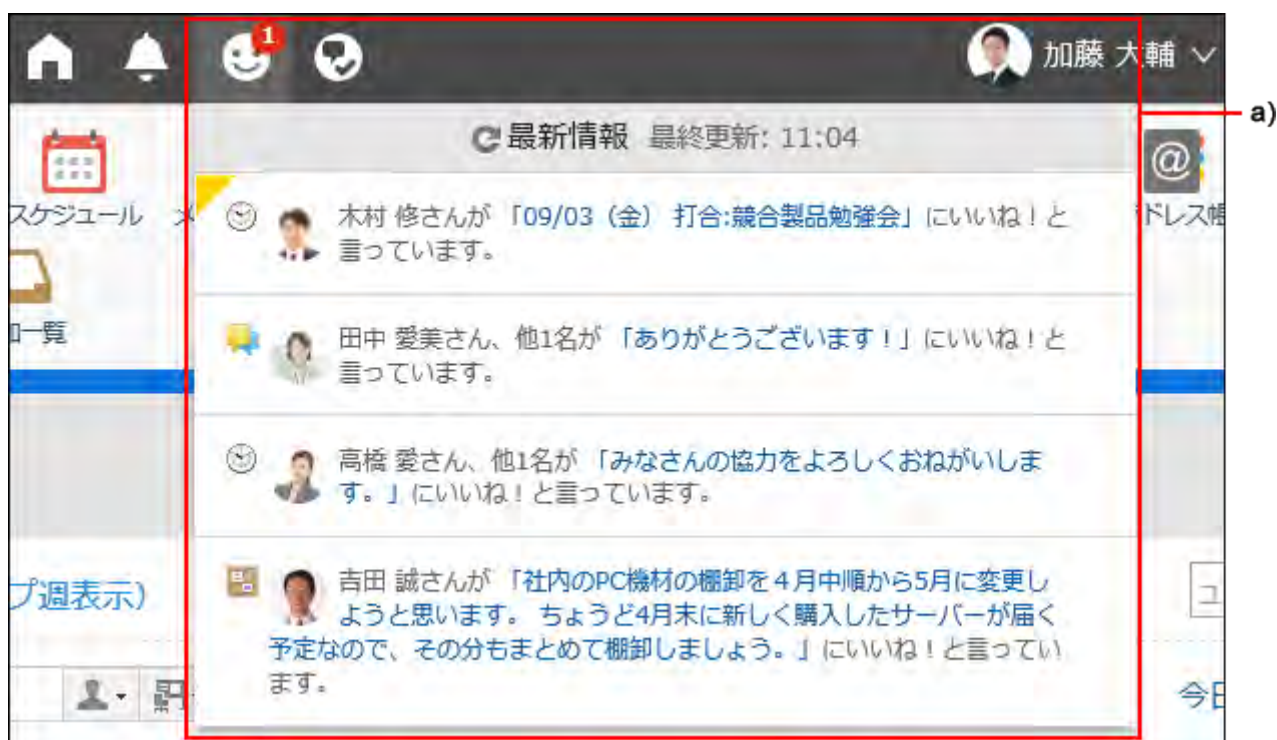 1
加藤 大輔
a)
最新情報 最終更新: 11:04
@
スケジュール
ドレス帳
木村 修さんが 「09/03（金） 打合:競合製品勉強会」にいいね！と
言っています。
一覧
田中 愛美さん、他1名が 「ありがとうございます！」にいいね！と
言っています。
高橋 愛さん、他1名が 「みなさんの協力をよろしくおねがいしま
す。」にいいね！と言っています。
プ週表示）
吉田 誠さんが 「社内のPC機材の棚卸を４月中順から5月に変更し
ようと思います。 ちょうど4月末に新しく購入したサーバーが届く
予定なので、その分もまとめて棚卸しましょう。」にいいね！と言ってい
ます。
ユ
今日